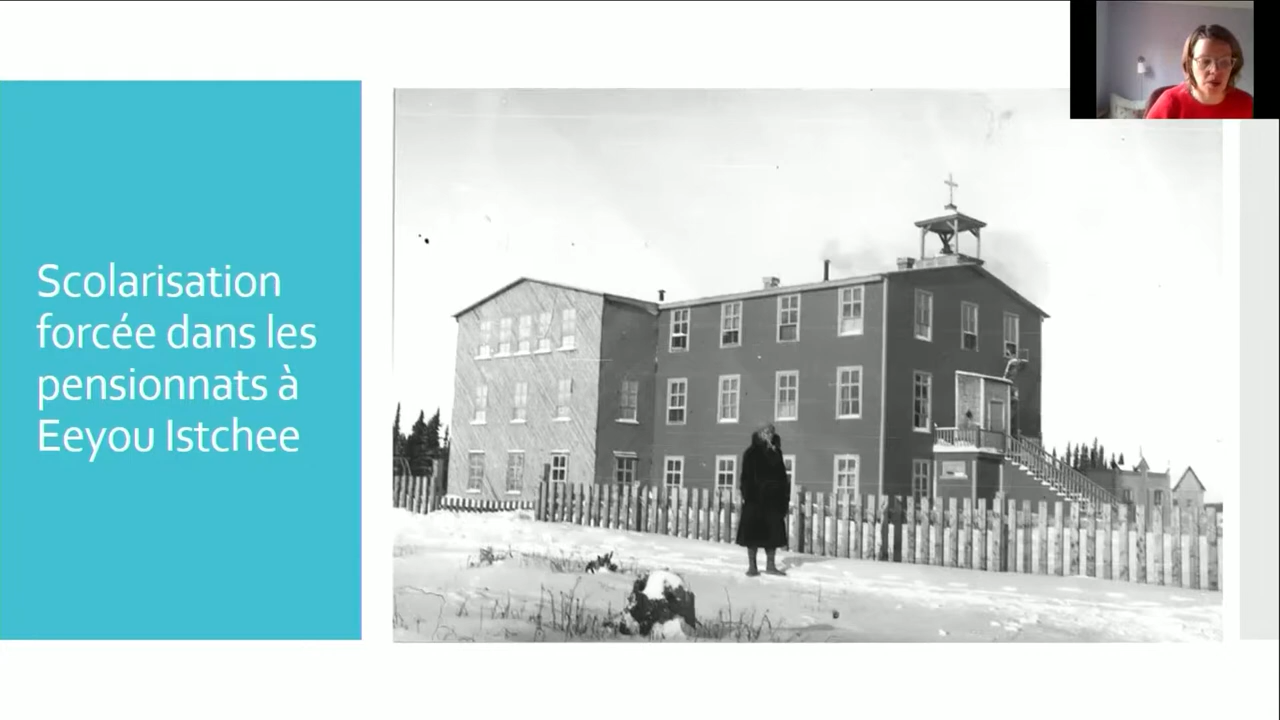 Scolarisation
forcée dans les
pensionnats à
Eeyou Istchee